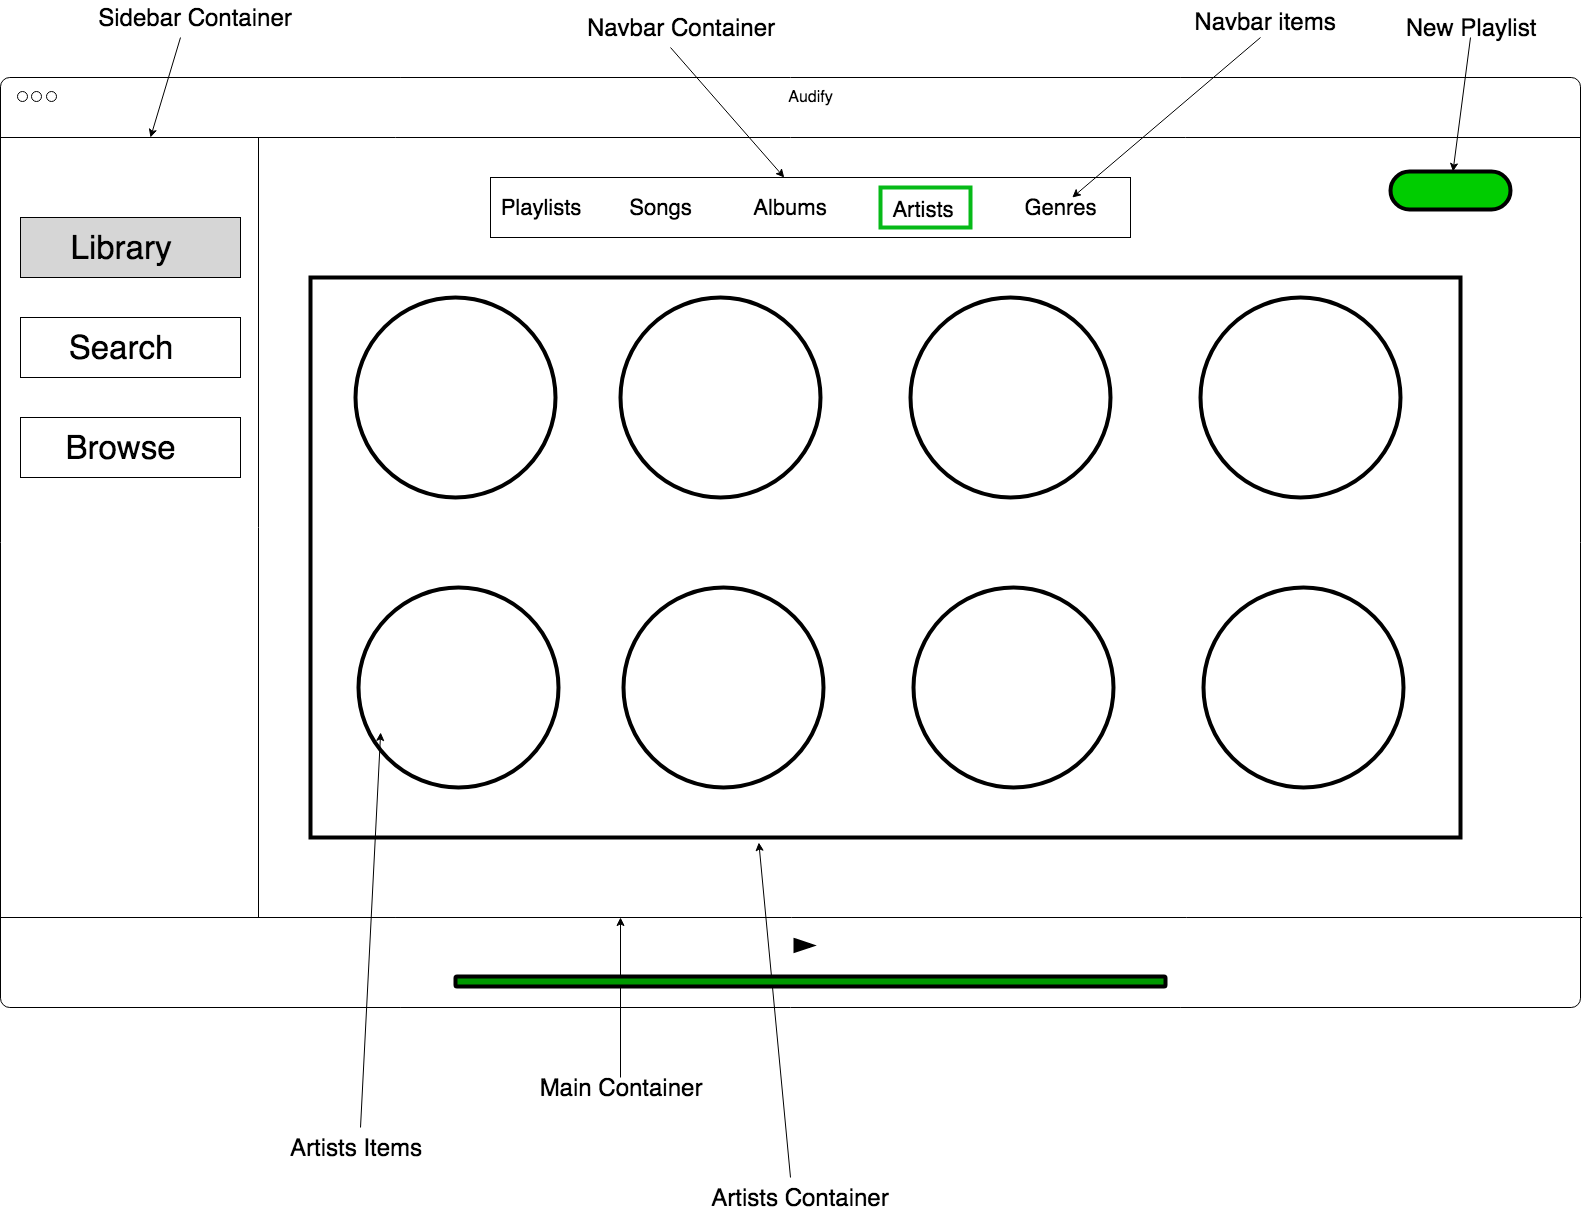 Sidebar Container
Navbar Container
Navbar items
New Playlist
Audify
Playlists
Songs
Albums
Artists
Genres
Library
Search
Browse
Main Container
Artists Items
Artists Container